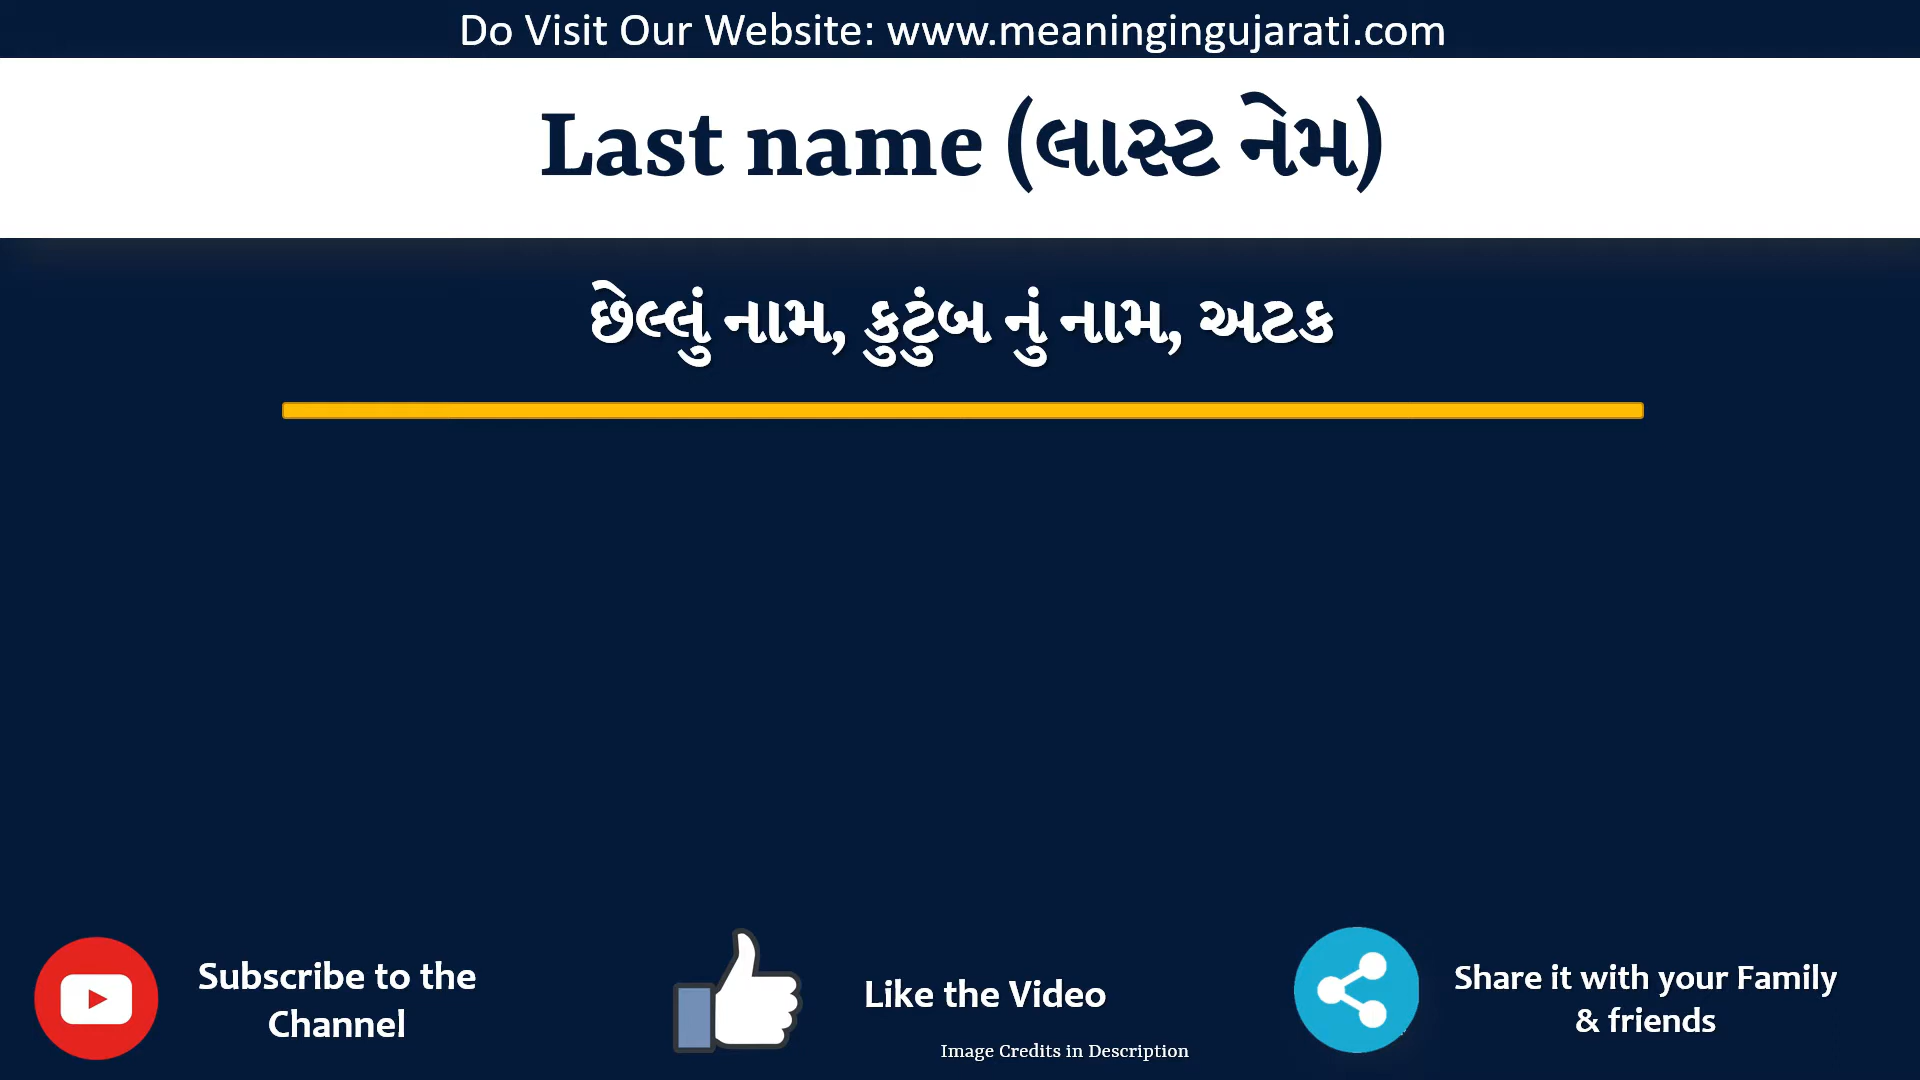 Do Visit Our Website: www.meaningingujarati.com
Last name (લાસ્ટ નેમ)
છેલ્લું નામ, કુટુંબ નું નામ, અટક
Subscribe to the
Channel
Like the Video
Share it with your Family
& friends
Image Credits in Description